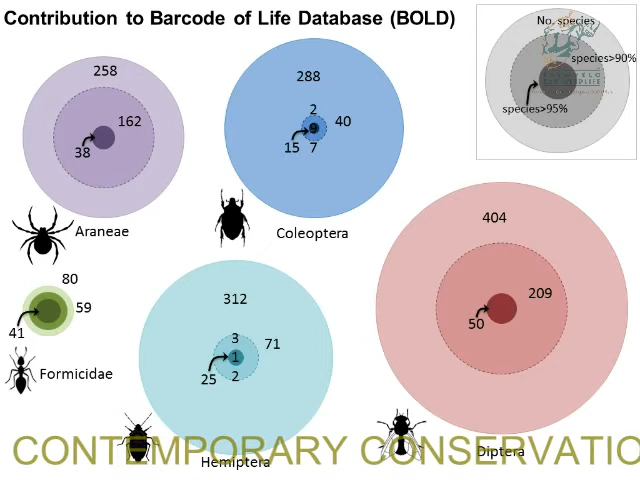 Contribution to Barcode of Life Database (BOLD)
No. species
species>90%
species>95%
258
162
38
Araneae
288
2
9
40
15
7
Coleoptera
404
209
50
Diptera
80
59
41
Formicidae
312
3
1
71
25
2
Hemiptera
CONTEMPORARY CONSERVATIO